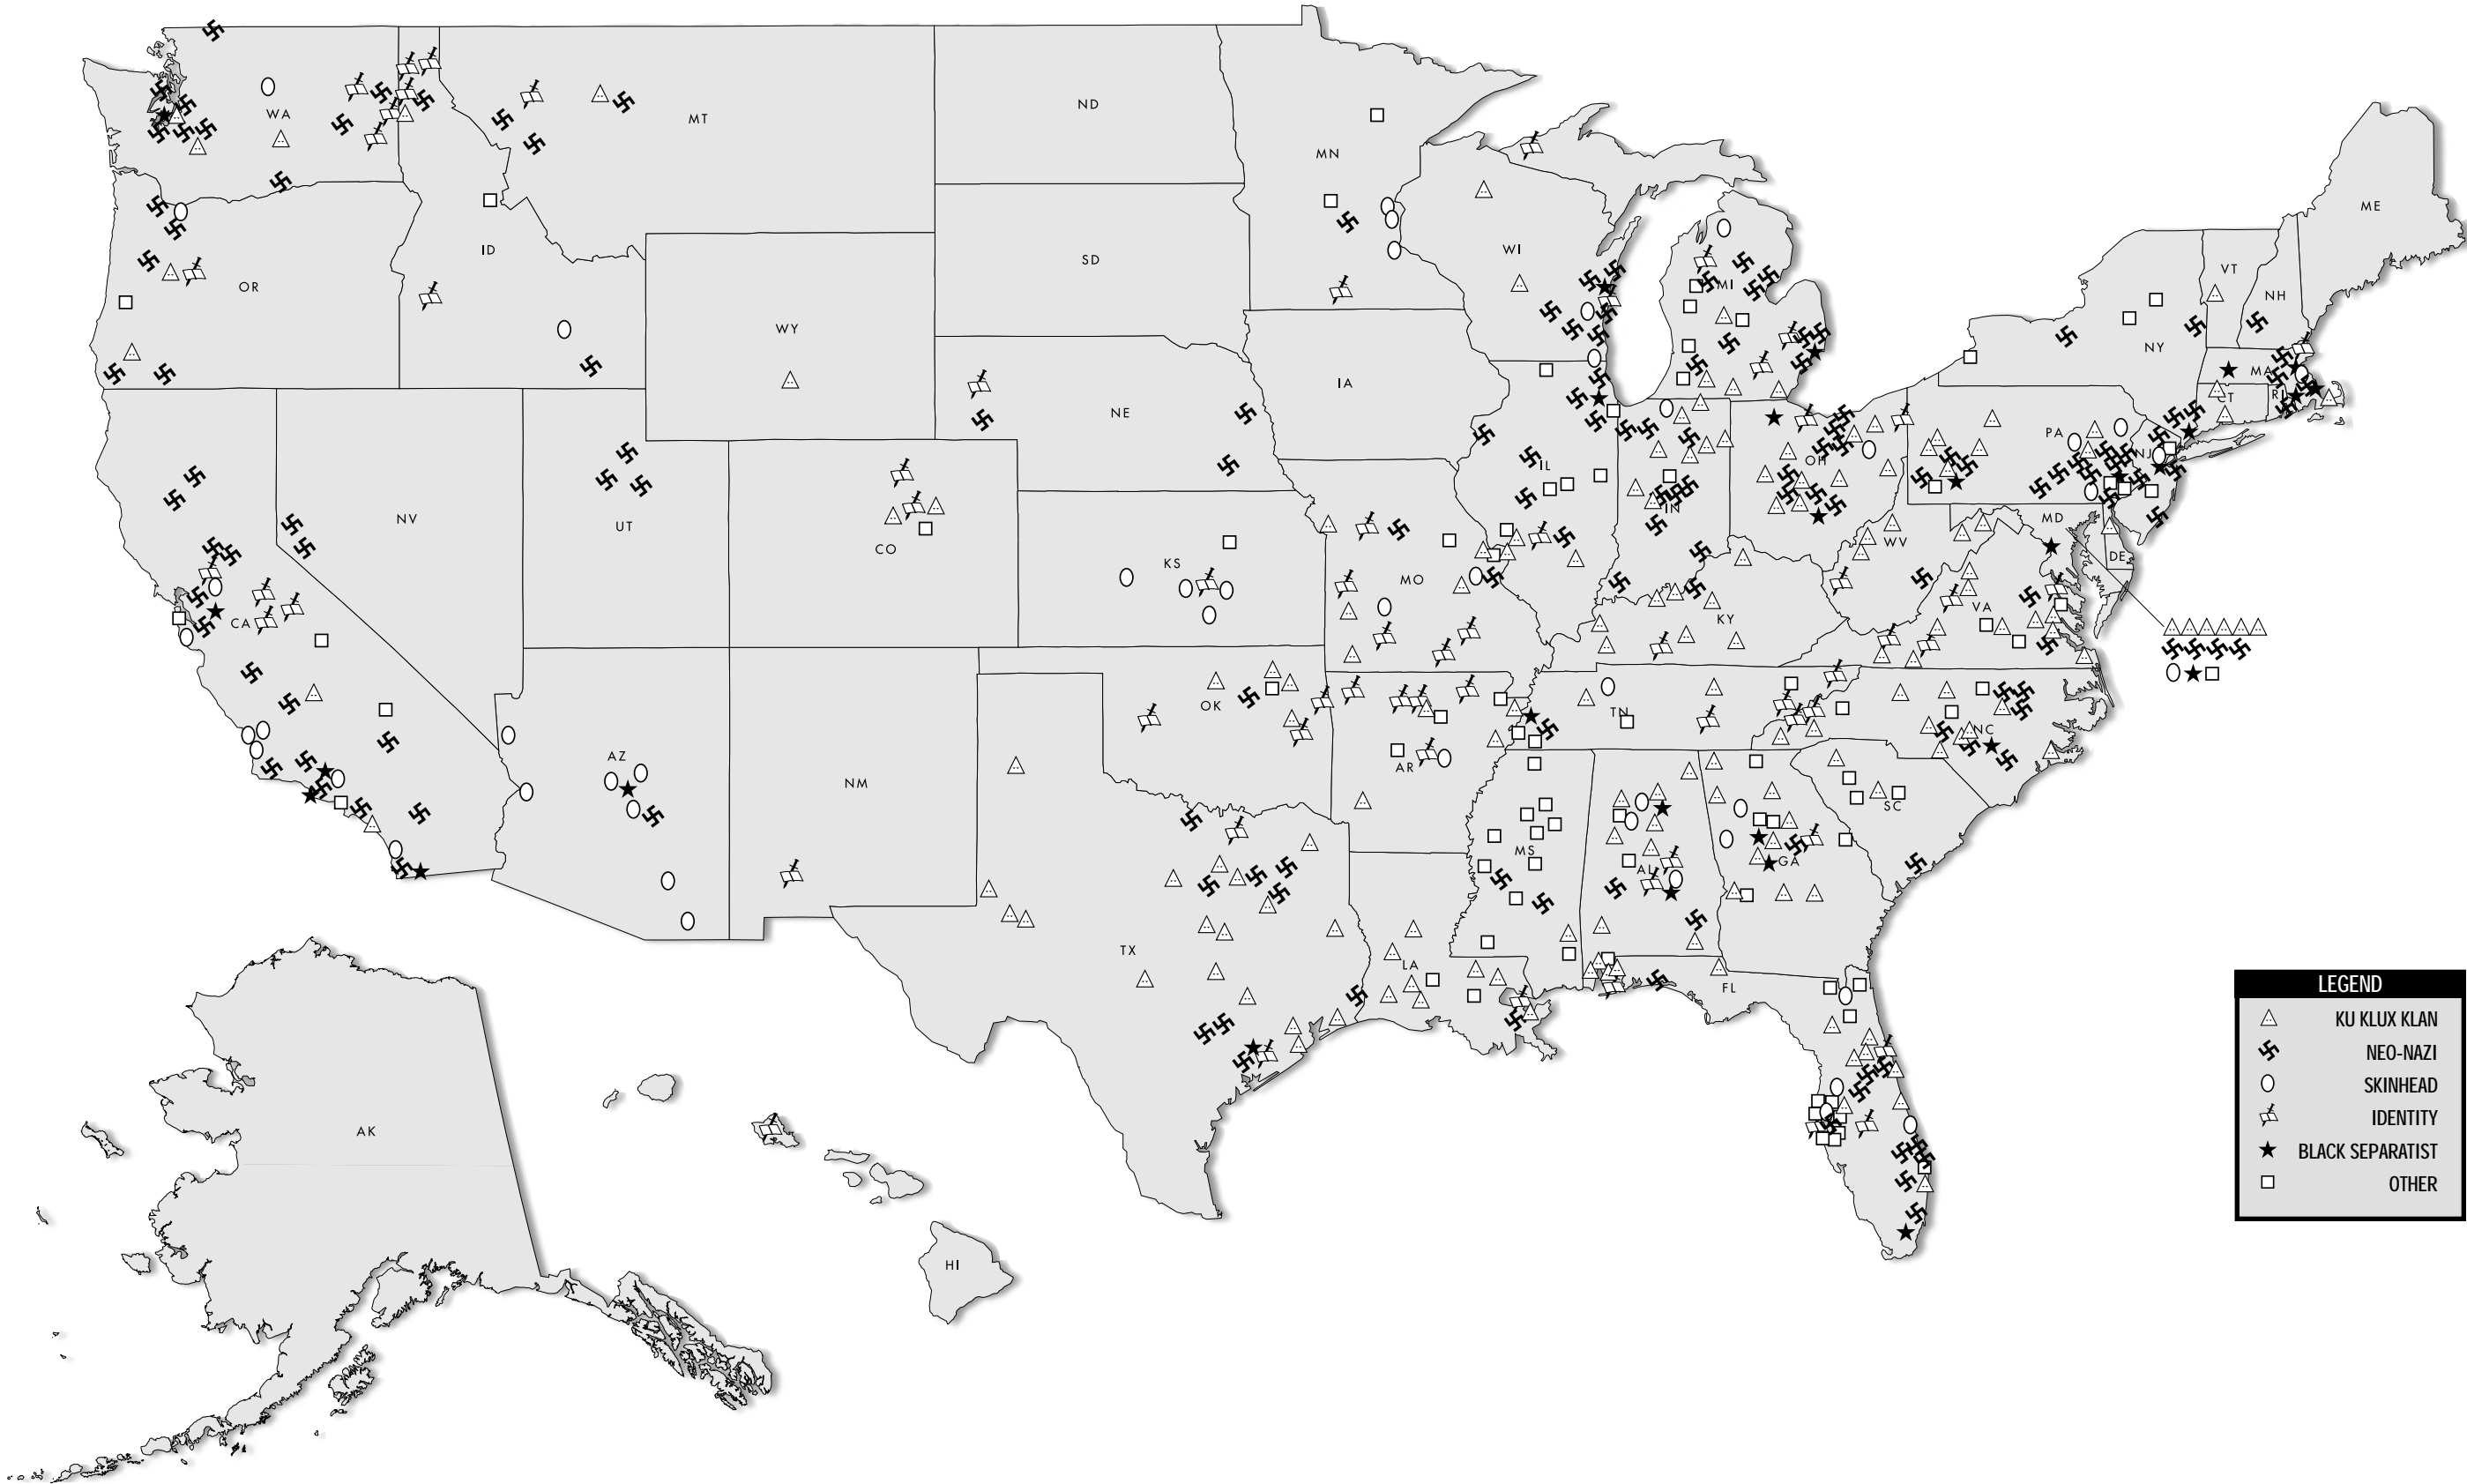 WA
MT
ND
MN
ME
OR
ID
SD
WI
MI
VT
NH
WY
NY
IA
MA
CT
RI
NE
PA
NJ
NV
UT
CO
IL
IN
OH
MD
DE
WV
KS
MO
CA
KY
VA
OK
TN
NC
AZ
NM
AR
SC
MS
AL
GA
TX
LA
FL
AK
HI
LEGEND
KU KLUX KLAN
NEO-NAZI
SKINHEAD
IDENTITY
BLACK SEPARATIST
OTHER